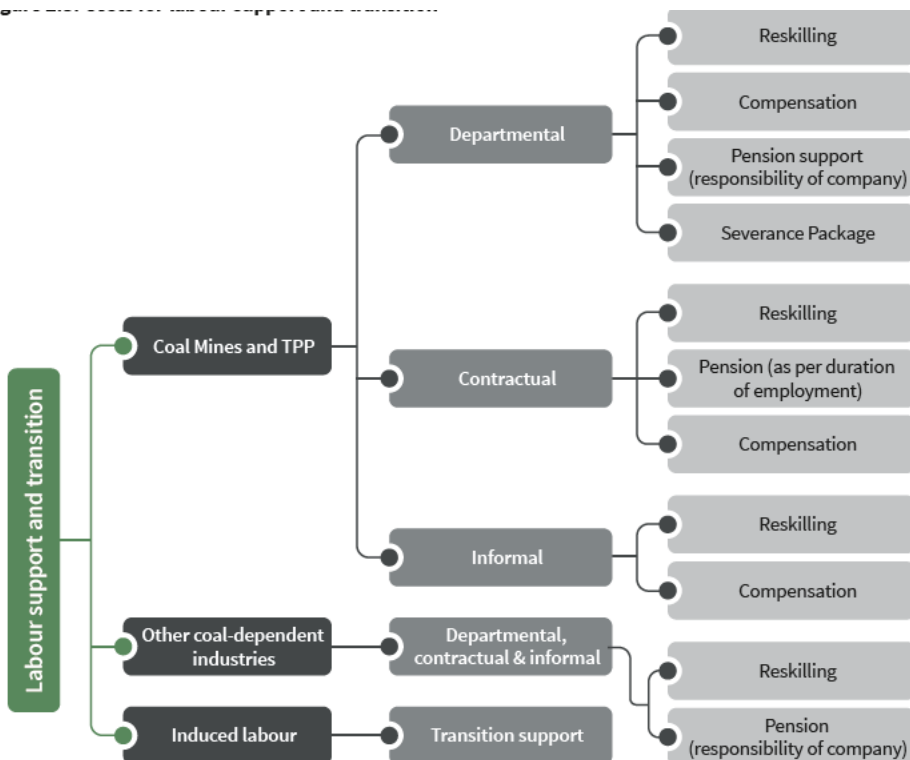 Reskilling
Compensation
Departmental
Pension support
(responsibility of company)
Severance Package
Reskilling
Coal Mines and TPP
Contractual
Pension (as per duration
of employment)
Compensation
Labour support and transition
Reskilling
Informal
Compensation
Other coal-dependent
industries
Departmental,
contractual & informal
Reskilling
Induced labour
Transition support
Pension
(responsibility of company)